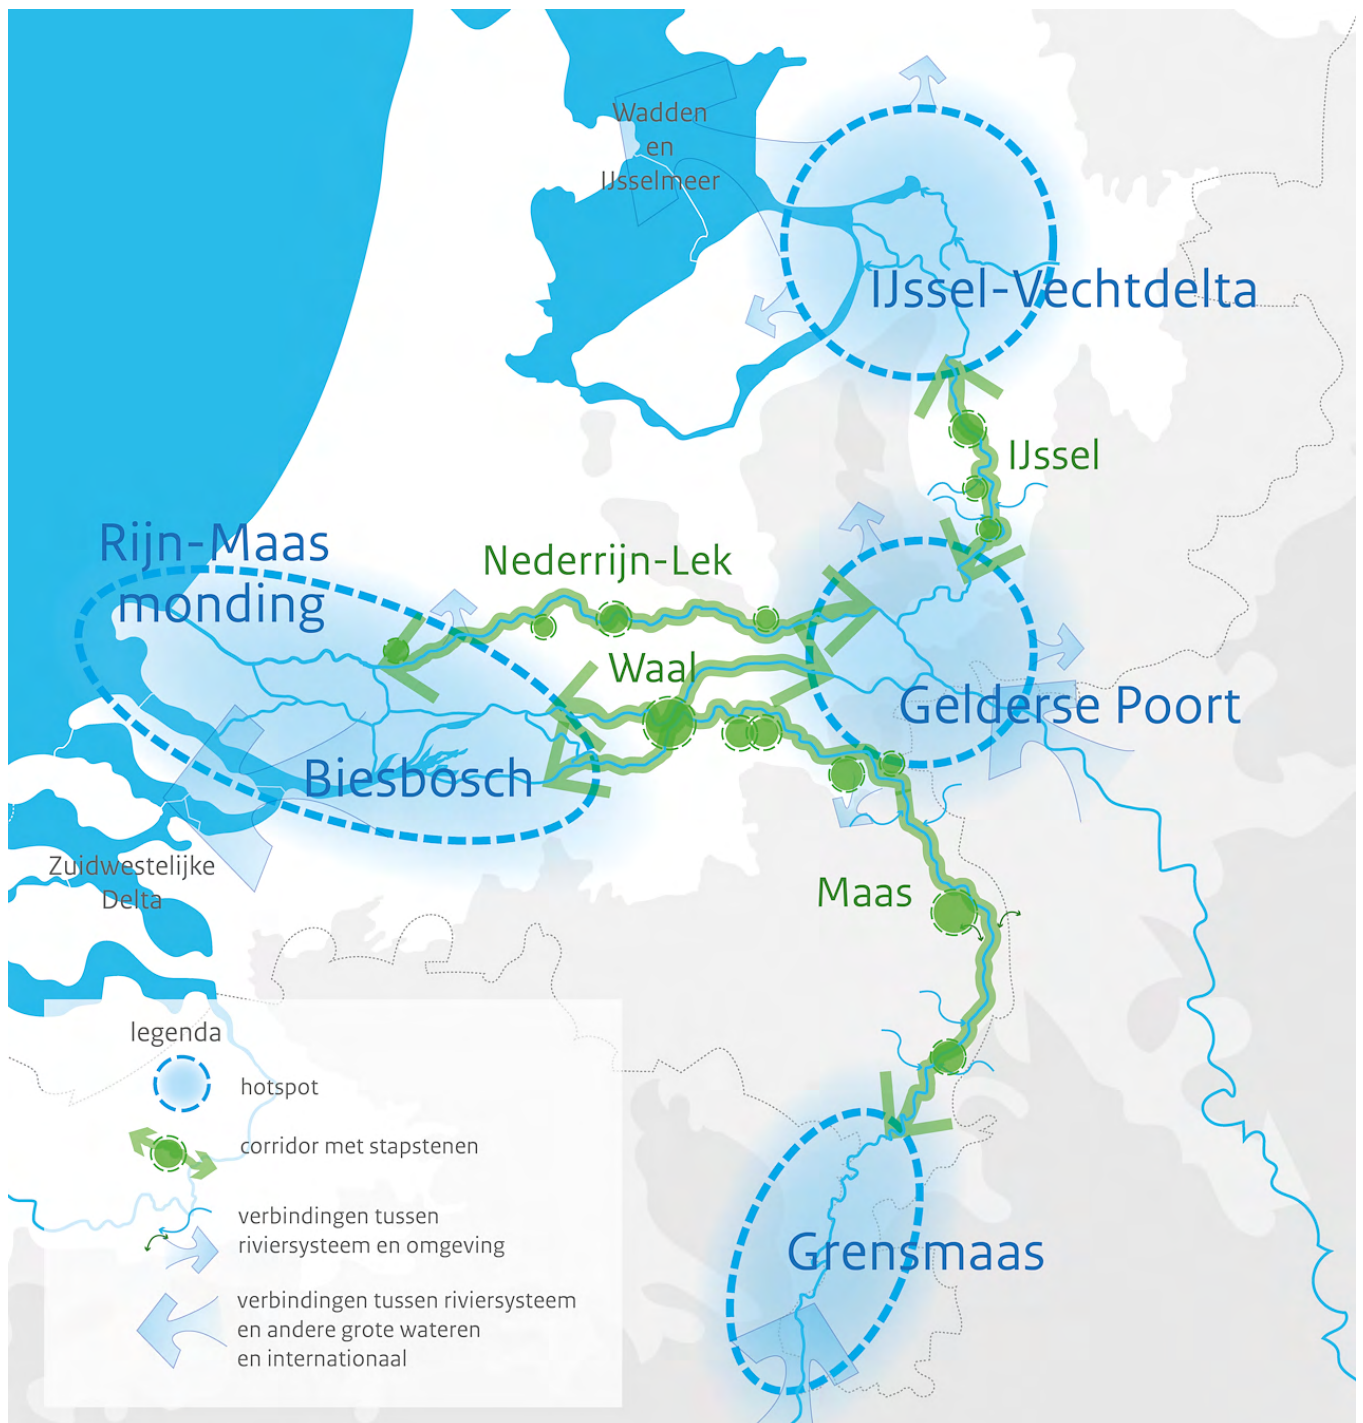 Wadden
en
IJsselmeer
IJssel-Vechtdelta
IJssel
Rijn-Maas
monding
Nederrijn-Lek
Waal
Gelderse Poort
Biesbosch
Zuidwestelijke
Delta
Maas
Grensmaas
legenda
hotspot
corridor met stapstenen
verbindingen tussen
riviersysteem en omgeving
verbindingen tussen riviersysteem
en andere grote wateren
en internationaal